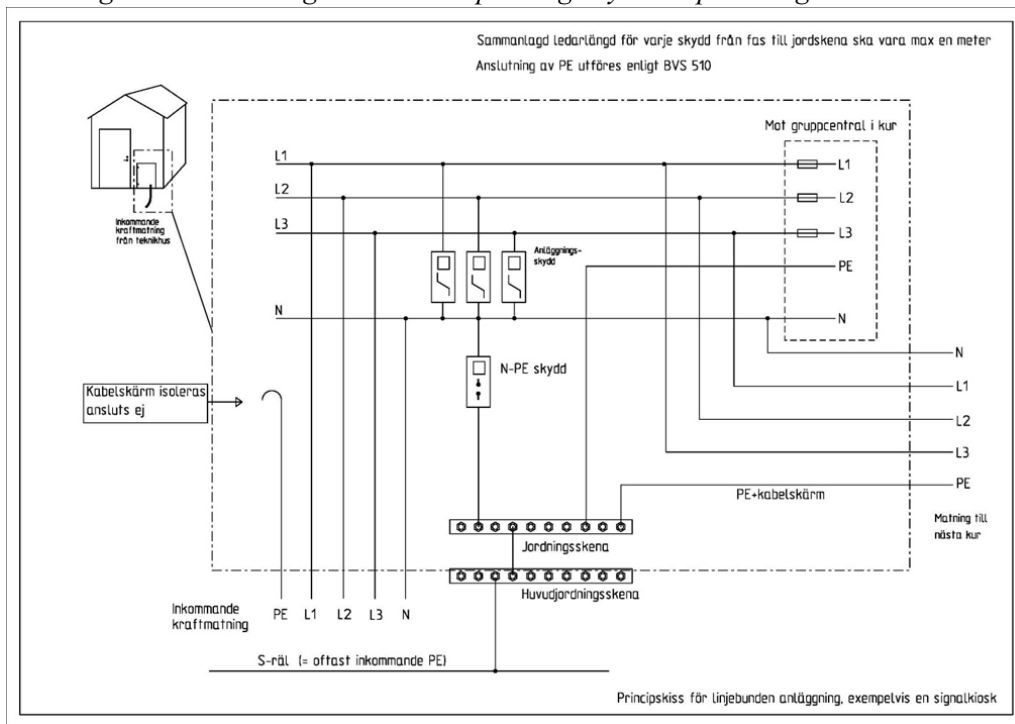 Sammanlagd ledarlängd för varje skydd från fas till jordskena ska vara max en meter
Anslutning av PE utföres enligt BVS 510
Mot gruppcentral i kur
L1
L1
L2
L2
Inkommande
kraftmatning
från teknikhus
L3
L3
Anläggnings-
skydd
PE
N
N
N
N-PE skydd
Kabelskärm isoleras
ansluts ej
L1
L2
L3
PE
PE+kabelskärm
Matning till
nästa kur
Jordningsskena
Huvudjordningsskena
Inkommande
kraftmatning
PE L1 L2 L3 N
S-räl (= oftast inkommande PE)
Principskiss för linjebunden anläggning, exempelvis en signalkiosk